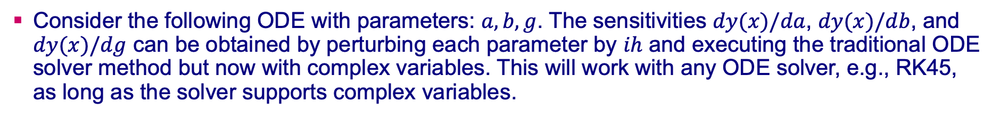 ▪ Consider the following ODE with parameters: a, b, g. The sensitivities dy(x)/da, dy(x)/db, and
dy(x)/dg can be obtained by perturbing each parameter by ih and executing the traditional ODE
solver method but now with complex variables. This will work with any ODE solver, e.g., RK45,
as long as the solver supports complex variables.